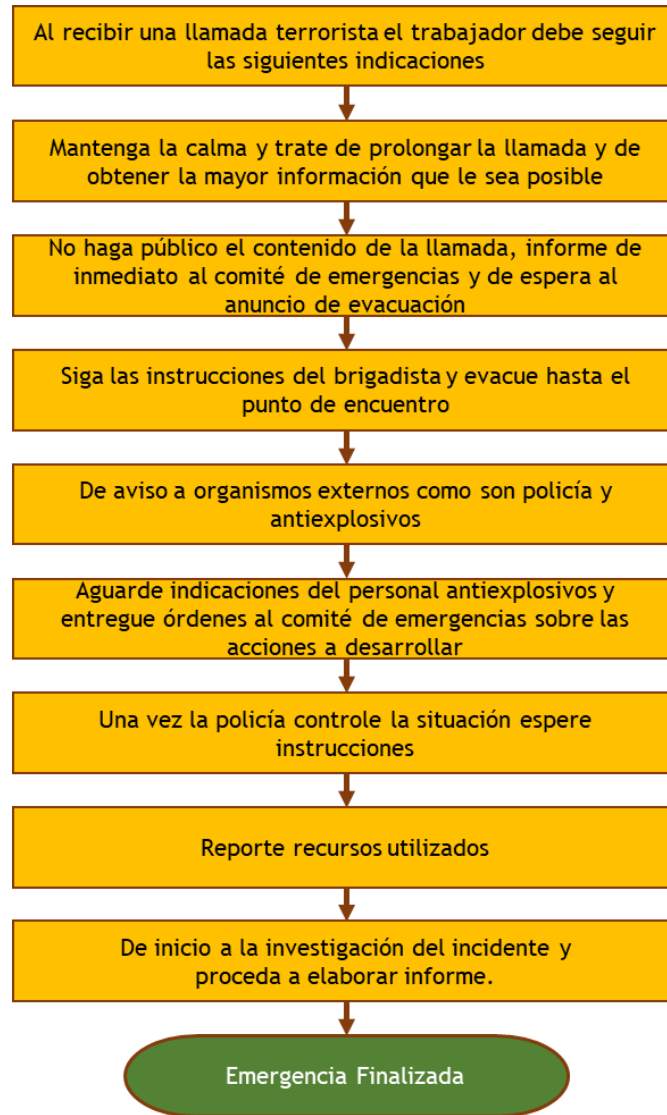 Al recibir una llamada terrorista el trabajador debe seguir
las siguientes indicaciones
Mantenga la calma y trate de prolongar la llamada y de
obtener la mayor información que le sea posible
No haga público el contenido de la llamada, informe de
inmediato al comité de emergencias y de espera al
anuncio de evacuación
Siga las instrucciones del brigadista y evacue hasta el
punto de encuentro
De aviso a organismos externos como son policía y
antiexplosivos
Aguarde indicaciones del personal antiexplosivos y
entregue órdenes al comité de emergencias sobre las
acciones a desarrollar
Una vez la policía controle la situación espere
instrucciones
Reporte recursos utilizados
De inicio a la investigación del incidente y
proceda a elaborar informe.
Emergencia Finalizada